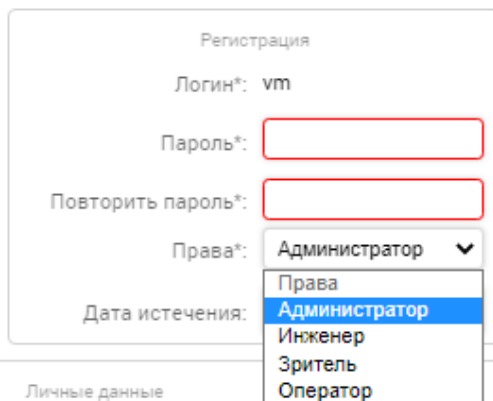 Регистрация
Логин*: vm
Пароль*:
Повторить пароль*:
Права*: Администратор
Права
Администратор
Дата истечения:
Инженер
Зритель
Оператор
Личные данные